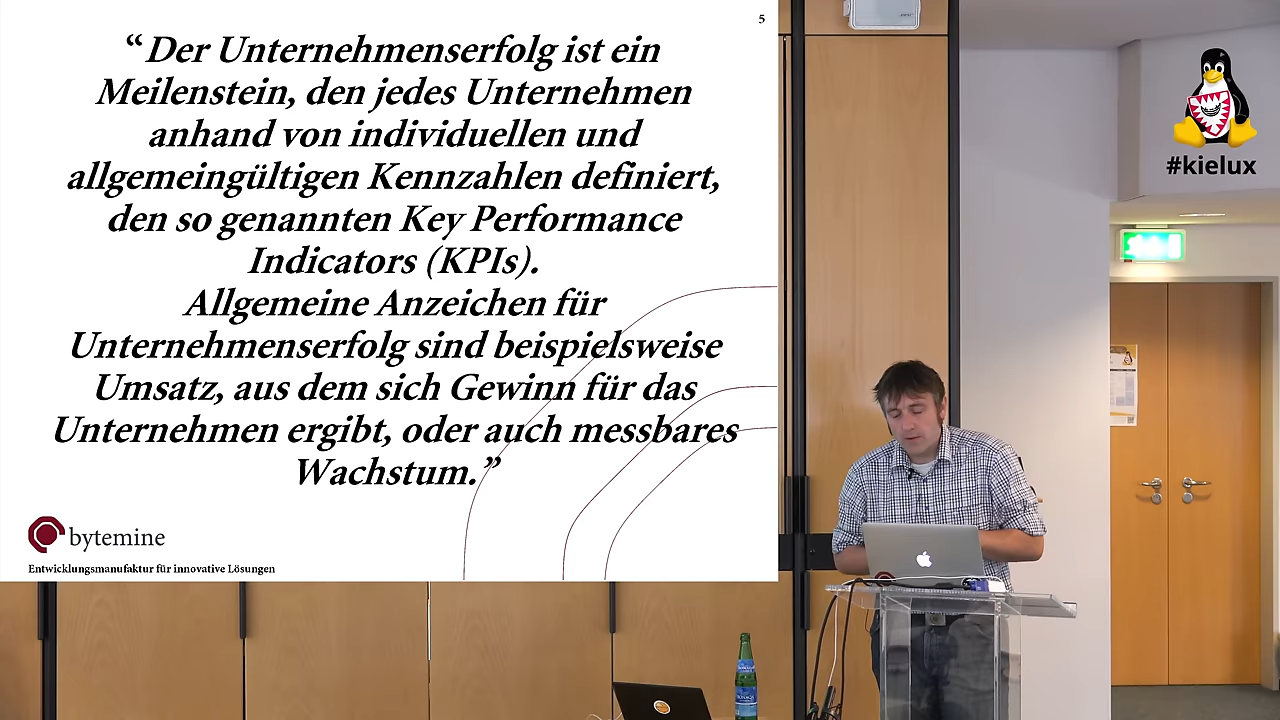 5
“Der Unternehmenserfolg ist ein
Meilenstein, den jedes Unternehmen
anhand von individuellen und
allgemeingültigen Kennzahlen definiert,
den so genannten Key Performance
Indicators (KPIs).
Allgemeine Anzeichen für
Unternehmenserfolg sind beispielsweise
Umsatz, aus dem sich Gewinn für das
Unternehmen ergibt, oder auch messbares
Wachstum.”
bytemine
Entwicklungsmanufaktur für innovative Lösungen
#kielux